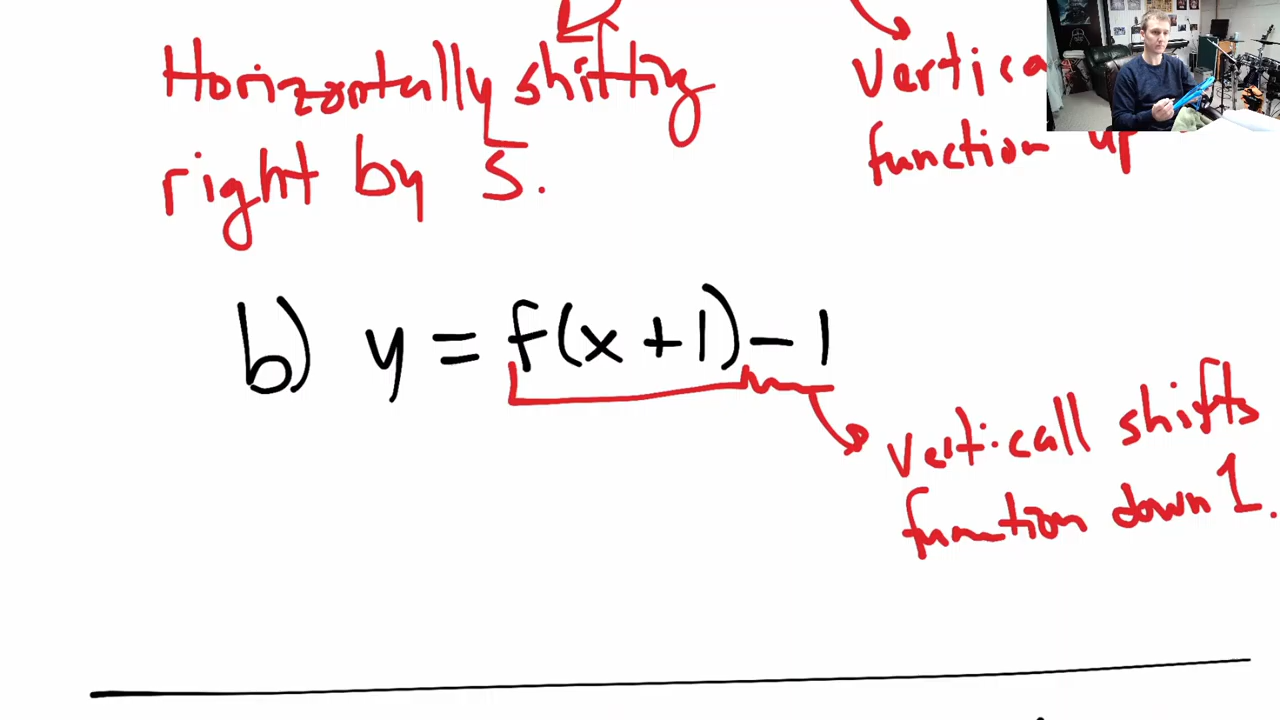 Horizontally shifting
right by 5.
vertica
function up
b) y = f(x+1) - 1
verticall shifts
function down 1.